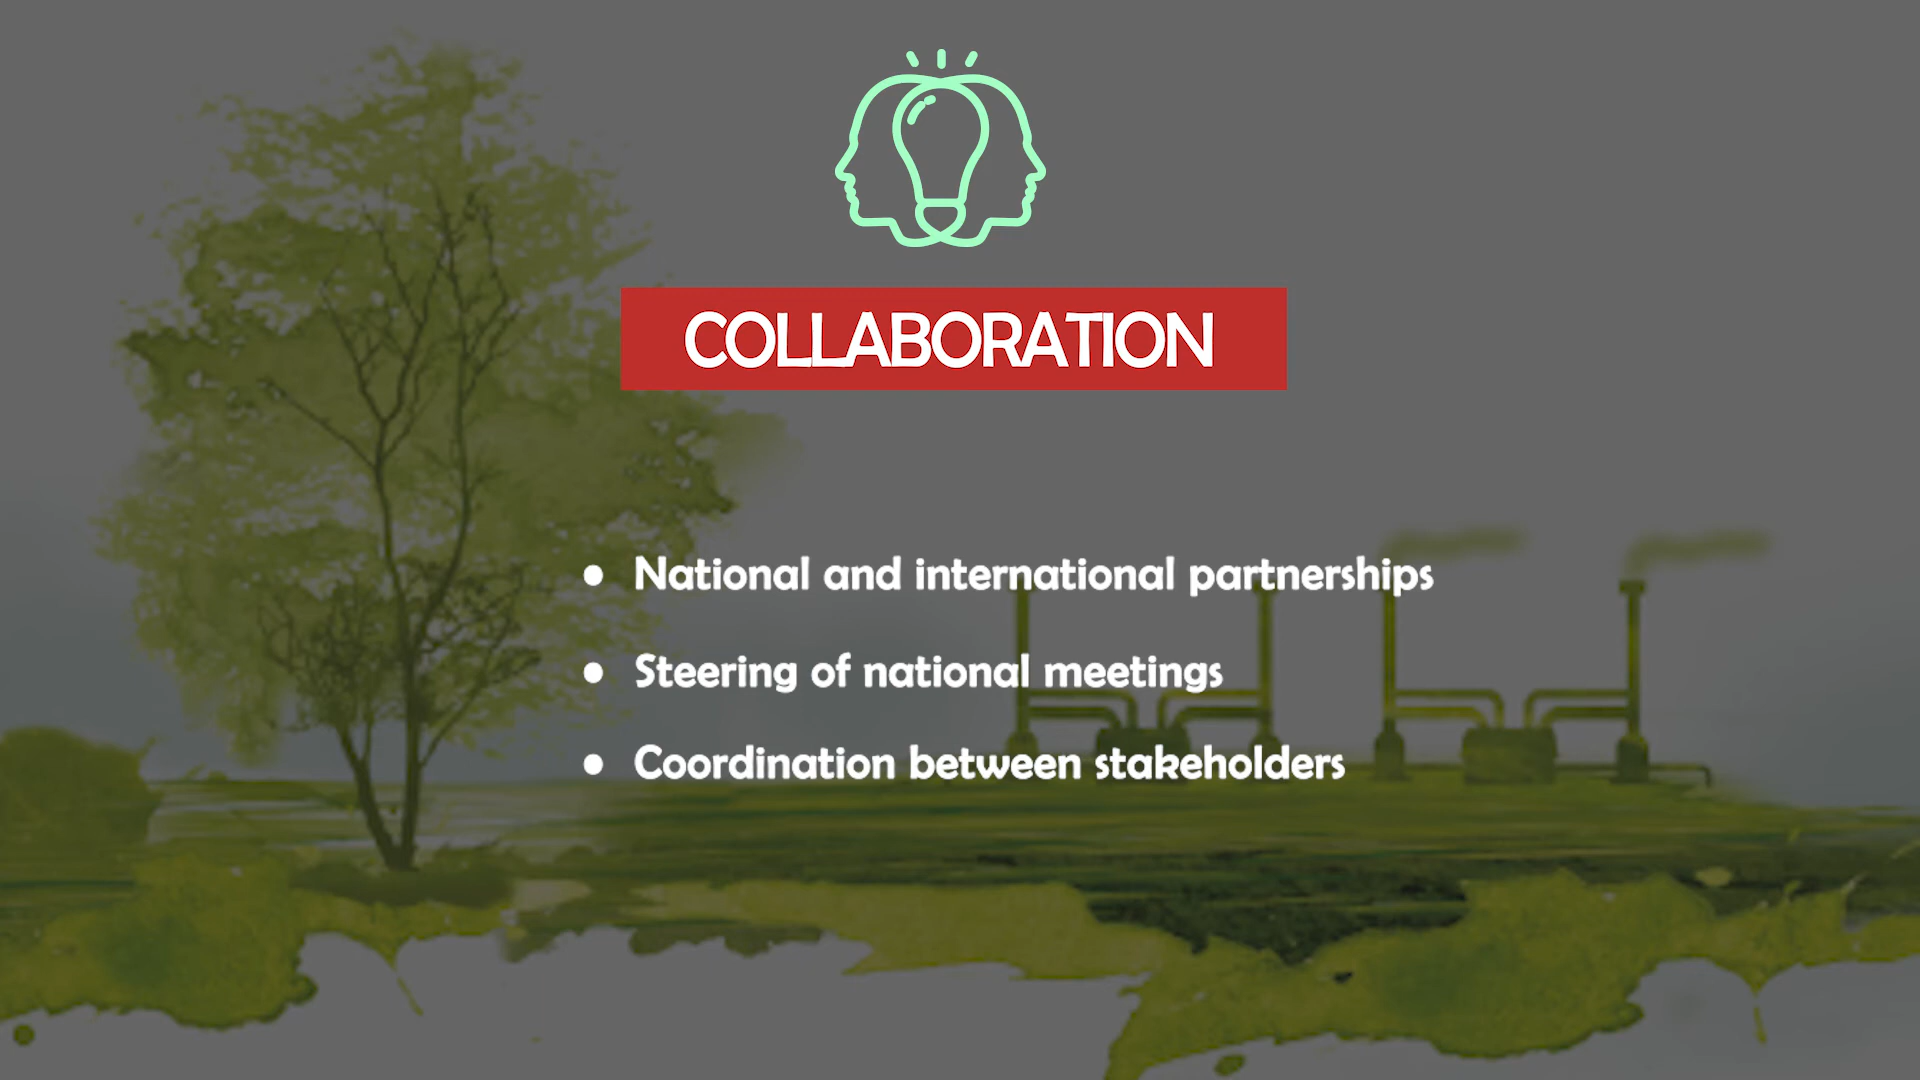 COLLABORATION
• National and international partnerships
• Steering of national meetings
• Coordination between stakeholders